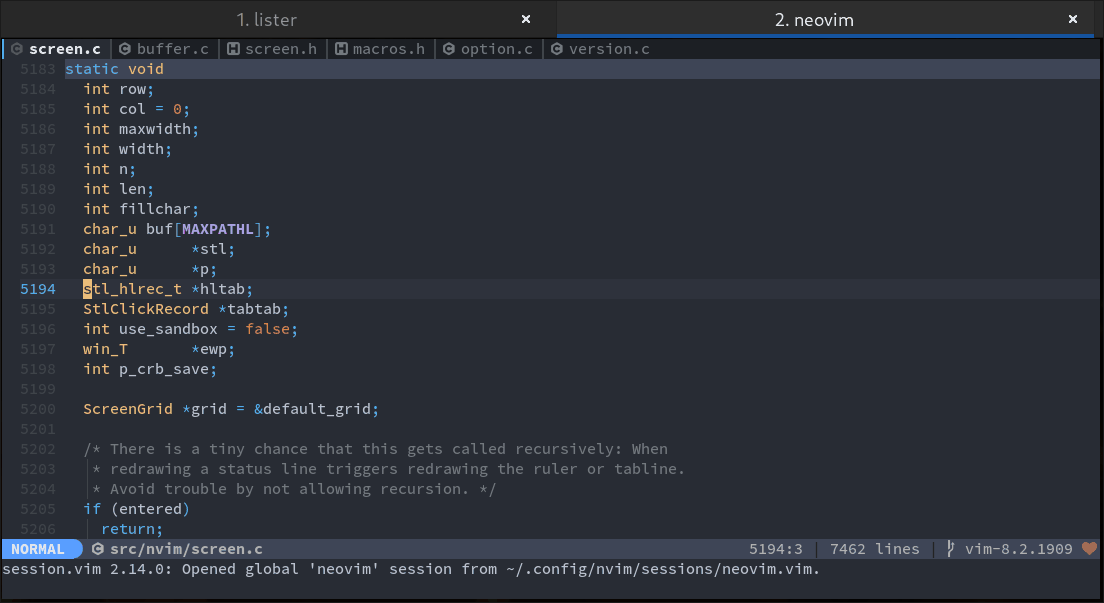 1. lister × 2. neovim ×
screen.c buffer.c screen.h macros.h option.c version.c
5183 static void
5184 int row;
5185 int col = 0;
5186 int maxwidth;
5187 int width;
5188 int n;
5189 int len;
5190 int fillchar;
5191 char_u buf[MAXPATHL];
5192 char_u      *stl;
5193 char_u      *p;
5194 stl_hlrec_t *hltab;
5195 StlClickRecord *tabtab;
5196 int use_sandbox = false;
5197 win_T       *ewp;
5198 int p_crb_save;
5199
5200 ScreenGrid *grid = &default_grid;
5201
5202 /* There is a tiny chance that this gets called recursively: When
5203 * redrawing a status line triggers redrawing the ruler or tabline.
5204 * Avoid trouble by not allowing recursion. */
5205 if (entered)
5206 return;
NORMAL src/nvim/screen.c 5194:3 | 7462 lines | vim-8.2.1909
session.vim 2.14.0: Opened global 'neovim' session from ~/.config/nvim/sessions/neovim.vim.